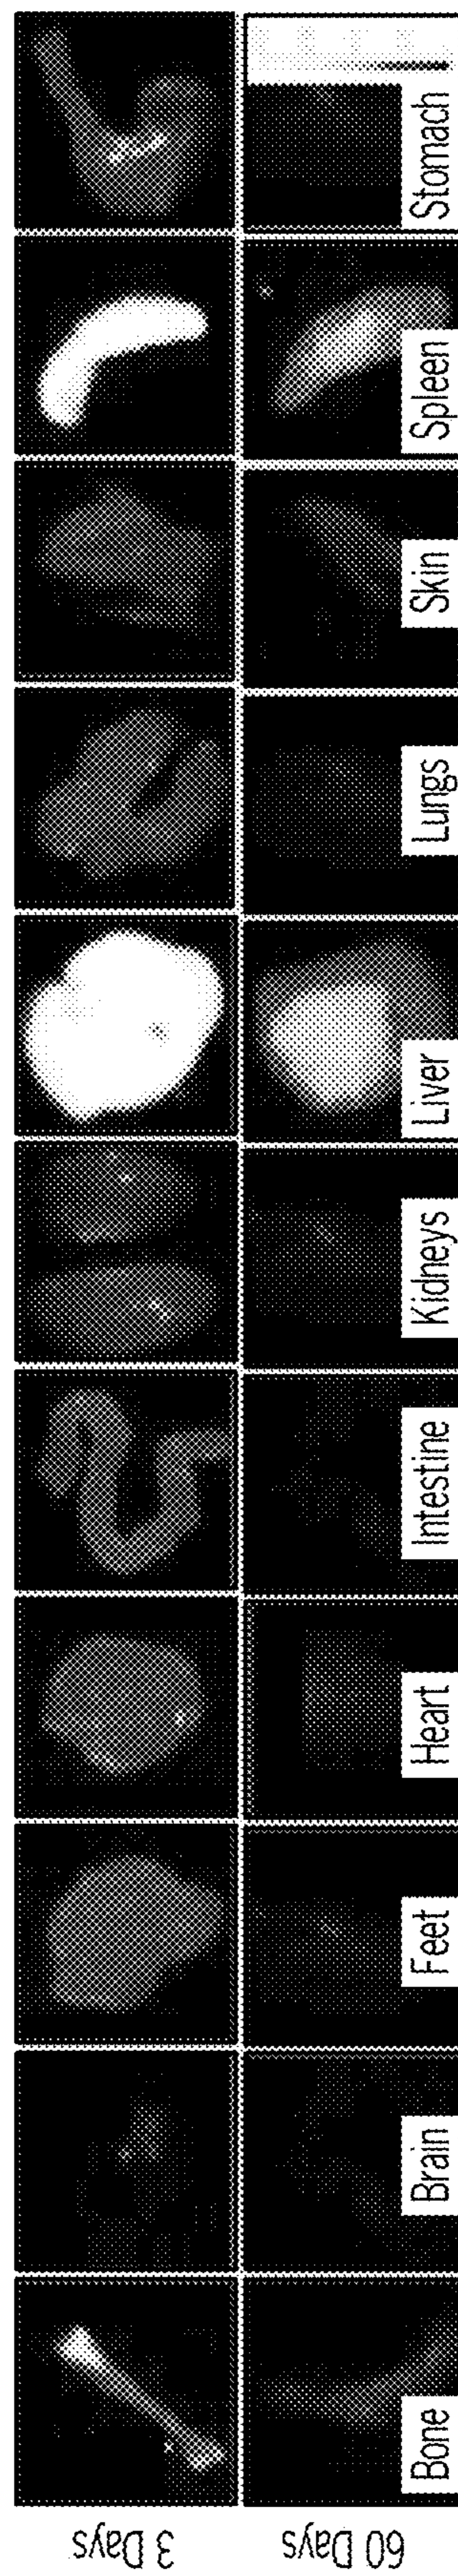 3 Days
60 Days
Bone
Brain
Feet
Heart
Intestine
Kidneys
Liver
Lungs
Skin
Spleen
Stomach